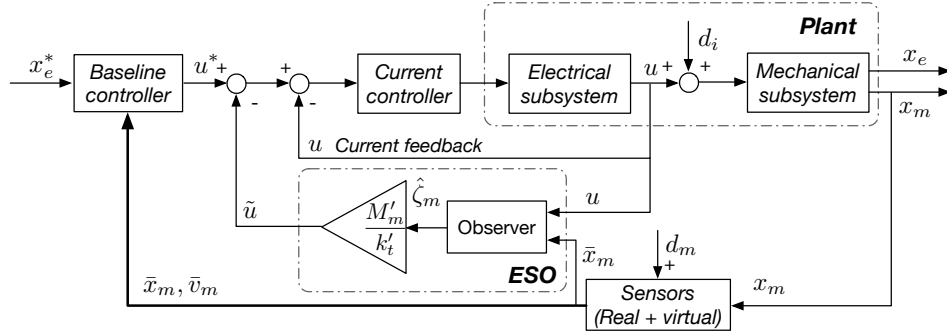 Plant
x_e^*
Baseline
controller
u^*
+
-
+
-
Current
controller
Electrical
subsystem
u
+
d_i
+
Mechanical
subsystem
x_e
x_m
u Current feedback
ũ
M'_m
k'_t
ζ̂_m
Observer
u
x̄_m
ESO
x̄_m, v̄_m
d_m
+
Sensors
(Real + virtual)
x_m